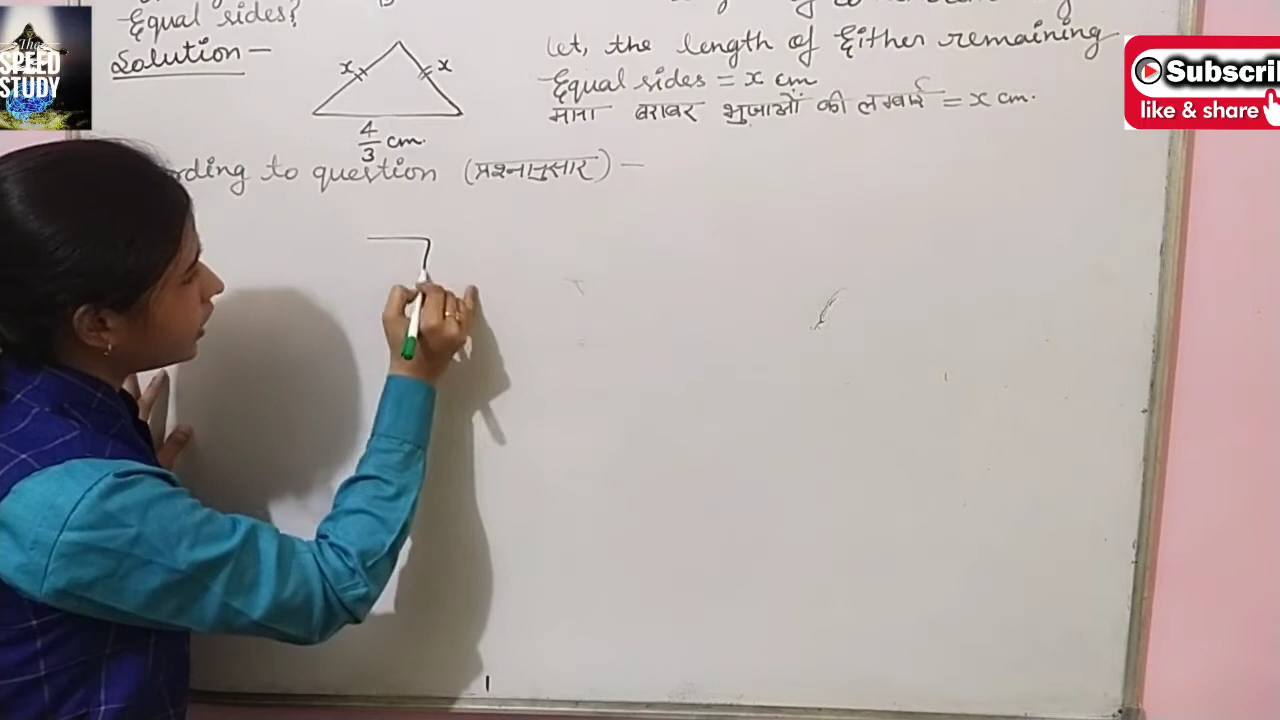 Equal sides?
Solution -
x x
4/3 cm.
Let, the length of Either remaining
Equal sides = x cm
माना बराबर भुजाओं की लम्बाई = x cm.
to question (प्रश्नानुसार) -
The
SPEED
STUDY
Subscri
like & share